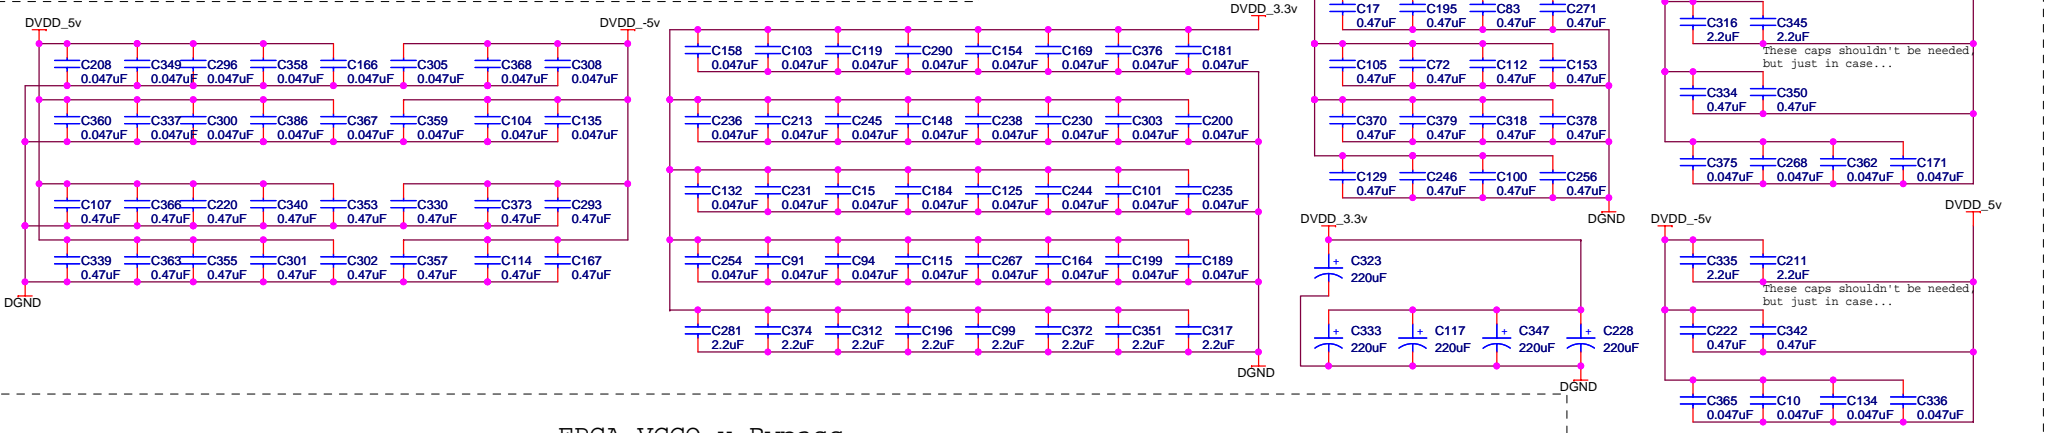 DVDD_5v
DVDD_-5v
C208 C349 C296 C358 C166 C305 C368 C308
0.047uF 0.047uF 0.047uF 0.047uF 0.047uF 0.047uF 0.047uF 0.047uF
C360 C337 C300 C386 C367 C359 C104 C135
0.047uF 0.047uF 0.047uF 0.047uF 0.047uF 0.047uF 0.047uF 0.047uF
C107 C366 C220 C340 C353 C330 C373 C293
0.47uF 0.47uF 0.47uF 0.47uF 0.47uF 0.47uF 0.47uF 0.47uF
C339 C363 C355 C301 C302 C357 C114 C167
0.47uF 0.47uF 0.47uF 0.47uF 0.47uF 0.47uF 0.47uF 0.47uF
DGND
DVDD_3.3v
C158 C103 C119 C290 C154 C169 C376 C181
0.047uF 0.047uF 0.047uF 0.047uF 0.047uF 0.047uF 0.047uF 0.047uF
C236 C213 C245 C148 C238 C230 C303 C200
0.047uF 0.047uF 0.047uF 0.047uF 0.047uF 0.047uF 0.047uF 0.047uF
C132 C231 C15 C184 C125 C244 C101 C235
0.047uF 0.047uF 0.047uF 0.047uF 0.047uF 0.047uF 0.047uF 0.047uF
C254 C91 C94 C115 C267 C164 C199 C189
0.047uF 0.047uF 0.047uF 0.047uF 0.047uF 0.047uF 0.047uF 0.047uF
C281 C374 C312 C196 C99 C372 C351 C317
2.2uF 2.2uF 2.2uF 2.2uF 2.2uF 2.2uF 2.2uF 2.2uF
DGND
C17 C195 C83 C271
0.47uF 0.47uF 0.47uF 0.47uF
C105 C72 C112 C153
0.47uF 0.47uF 0.47uF 0.47uF
C370 C379 C318 C378
0.47uF 0.47uF 0.47uF 0.47uF
C129 C246 C100 C256
0.47uF 0.47uF 0.47uF 0.47uF
DGND
DVDD_3.3v
+ C323
220uF
+ C333 + C117 + C347 + C228
220uF 220uF 220uF 220uF
DGND
C316 C345
2.2uF 2.2uF
These caps shouldn't be needed,
but just in case...
C334 C350
0.47uF 0.47uF
C375 C268 C362 C171
0.047uF 0.047uF 0.047uF 0.047uF
DVDD_-5v
DVDD_5v
C335 C211
2.2uF 2.2uF
These caps shouldn't be needed,
but just in case...
C222 C342
0.47uF 0.47uF
C365 C10 C134 C336
0.047uF 0.047uF 0.047uF 0.047uF